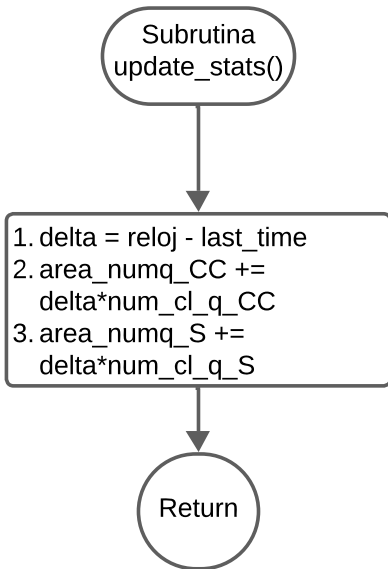 Subrutina
update_stats()
1. delta = reloj - last_time
2. area_numq_CC +=
delta*num_cl_q_CC
3. area_numq_S +=
delta*num_cl_q_S
Return